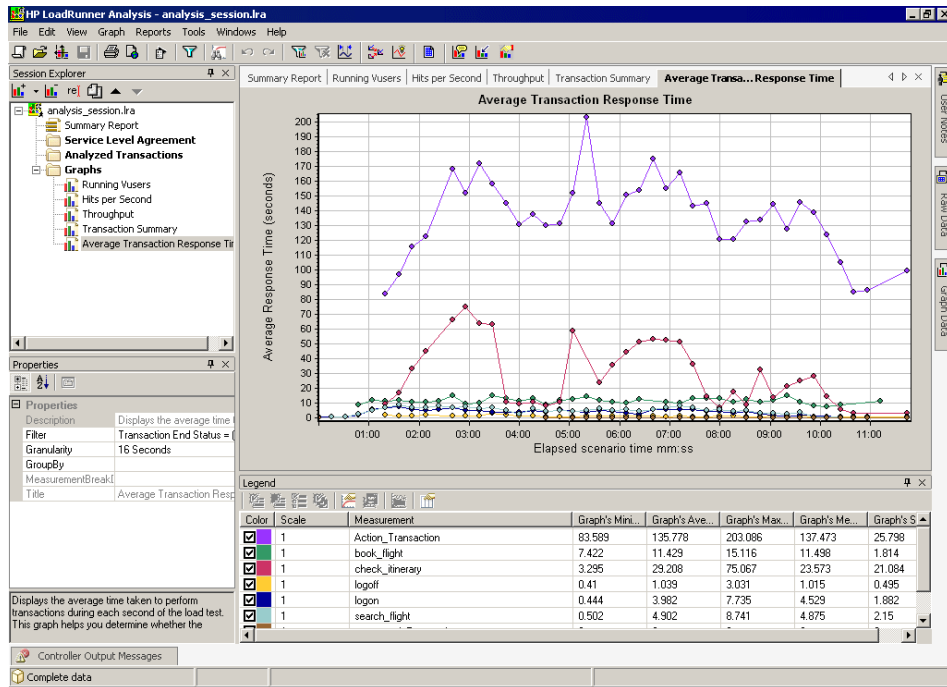 HP LoadRunner Analysis - analysis_session.lra
File Edit View Graph Reports Tools Windows Help
Session Explorer
analysis_session.lra
Summary Report
Service Level Agreement
Analyzed Transactions
Graphs
Running Vusers
Hits per Second
Throughput
Transaction Summary
Average Transaction Response Tir
Properties
Properties
Description Displays the average time
Filter Transaction End Status = (
Granularity 16 Seconds
GroupBy
MeasurementBreakl
Title Average Transaction Resp
Displays the average time taken to perform
transactions during each second of the load test.
This graph helps you determine whether the
Summary Report Running Vusers Hits per Second Throughput Transaction Summary Average Transa...Response Time
Average Transaction Response Time
Average Response Time (seconds)
200
190
180
170
160
150
140
130
120
110
100
90
80
70
60
50
40
30
20
10
0
01:00 02:00 03:00 04:00 05:00 06:00 07:00 08:00 09:00 10:00 11:00
Elapsed scenario time mm:ss
User Notes
Raw Data
Graph Data
Legend
Color Scale Measurement Graph's Mini... Graph's Ave... Graph's Max... Graph's Me... Graph's S
1 Action_Transaction 83.589 135.778 203.086 137.473 25.798
1 book_flight 7.422 11.429 15.116 11.498 1.814
1 check_itinerary 3.295 29.208 75.067 23.573 21.084
1 logoff 0.41 1.039 3.031 1.015 0.495
1 logon 0.444 3.982 7.735 4.529 1.882
1 search_flight 0.502 4.902 8.741 4.875 2.15
Controller Output Messages
Complete data